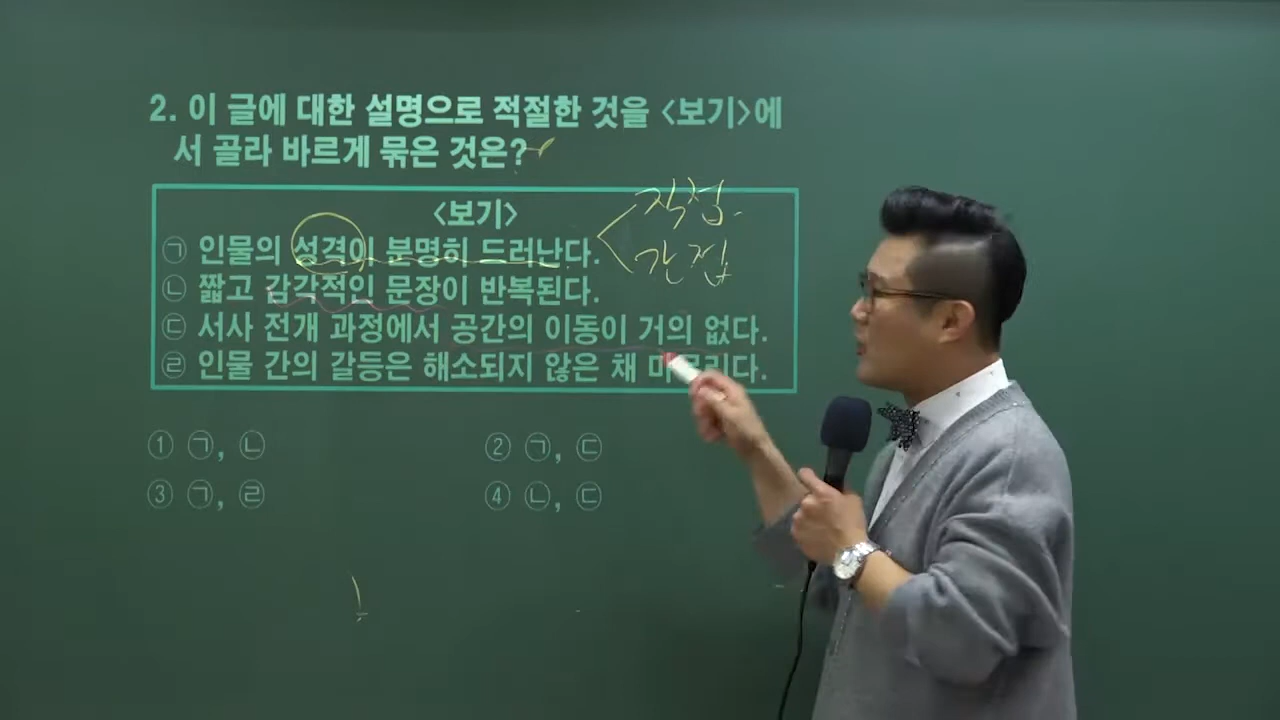 2. 이 글에 대한 설명으로 적절한 것을 <보기>에
서 골라 바르게 묶은 것은?
<보기>
직접
간접
㉠ 인물의 성격이 분명히 드러난다.
㉡ 짧고 감각적인 문장이 반복된다.
㉢ 서사 전개 과정에서 공간의 이동이 거의 없다.
㉣ 인물 간의 갈등은 해소되지 않은 채 마무리다.
① ㉠, ㉡
② ㉠, ㉢
③ ㉠, ㉣
④ ㉡, ㉢